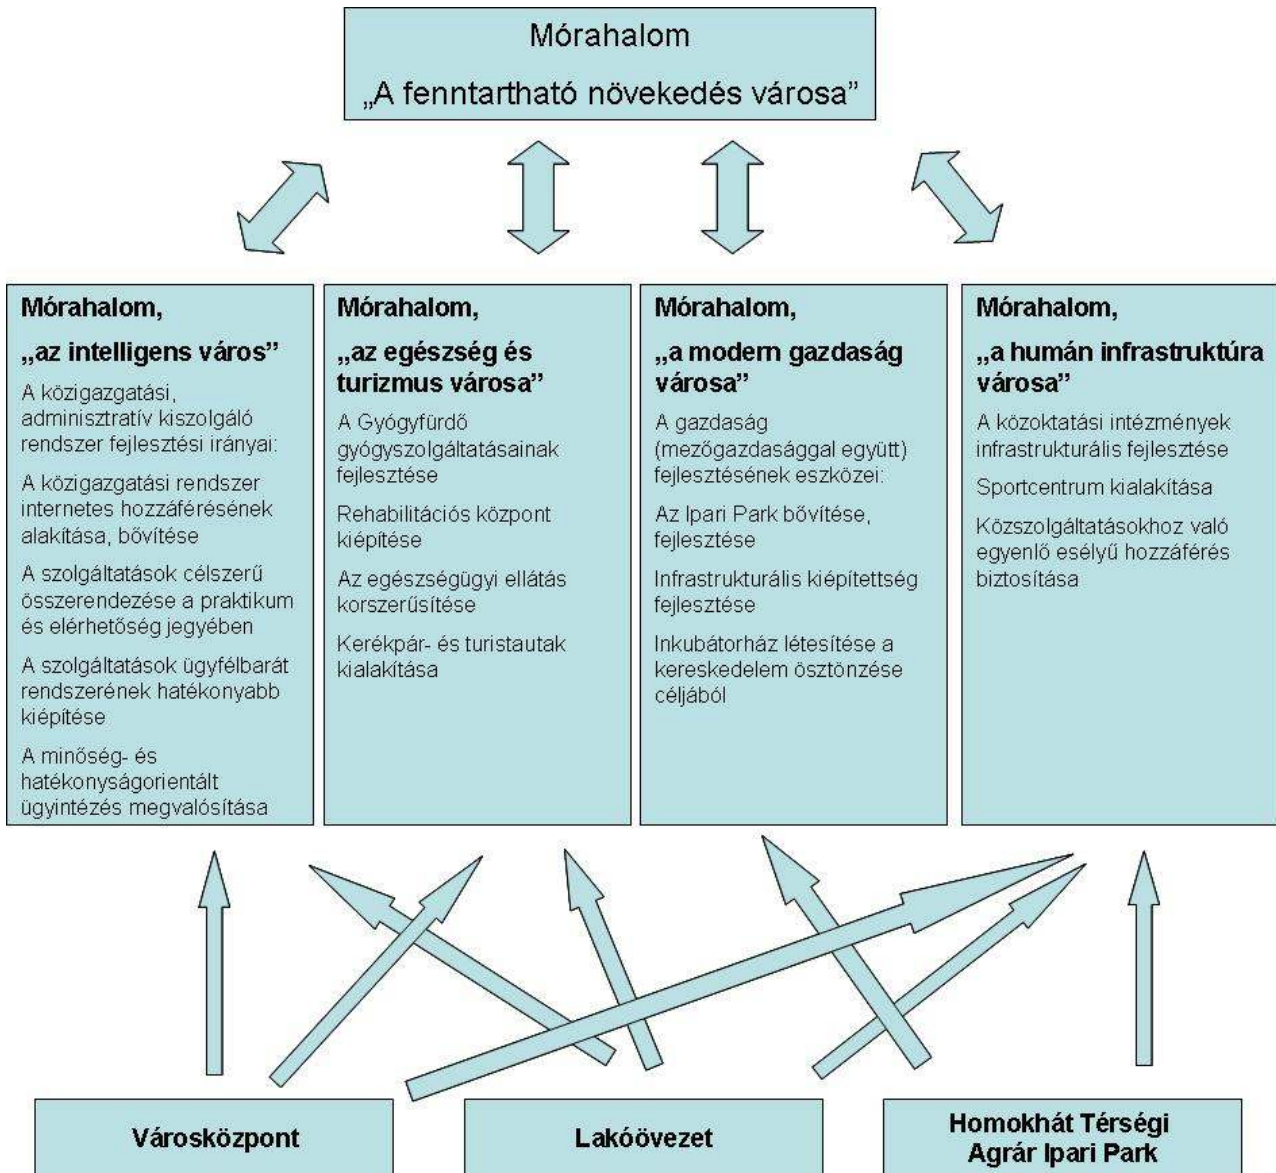 Mórahalom
„A fenntartható növekedés városa”
Mórahalom,
„az intelligens város”
A közigazgatási,
adminisztratív kiszolgáló
rendszer fejlesztési irányai:
A közigazgatási rendszer
internetes hozzáférésének
alakítása, bővítése
A szolgáltatások célszerű
összerendezése a praktikum
és elérhetőség jegyében
A szolgáltatások ügyfélbarát
rendszerének hatékonyabb
kiépítése
A minőség- és
hatékonyságorientált
ügyintézés megvalósítása
Mórahalom,
„az egészség és
turizmus városa”
A Gyógyfürdő
gyógyszolgáltatásainak
fejlesztése
Rehabilitációs központ
kiépítése
Az egészségügyi ellátás
korszerűsítése
Kerékpár- és turistautak
kialakítása
Mórahalom,
„a modern gazdaság
városa”
A gazdaság
(mezőgazdasággal együtt)
fejlesztésének eszközei:
Az Ipari Park bővítése,
fejlesztése
Infrastrukturális kiépítettség
fejlesztése
Inkubátorház létesítése a
kereskedelem ösztönzése
céljából
Mórahalom,
„a humán infrastruktúra
városa”
A közoktatási intézmények
infrastrukturális fejlesztése
Sportcentrum kialakítása
Közszolgáltatásokhoz való
egyenlő esélyű hozzáférés
biztosítása
Városközpont
Lakóövezet
Homokhát Térségi
Agrár Ipari Park